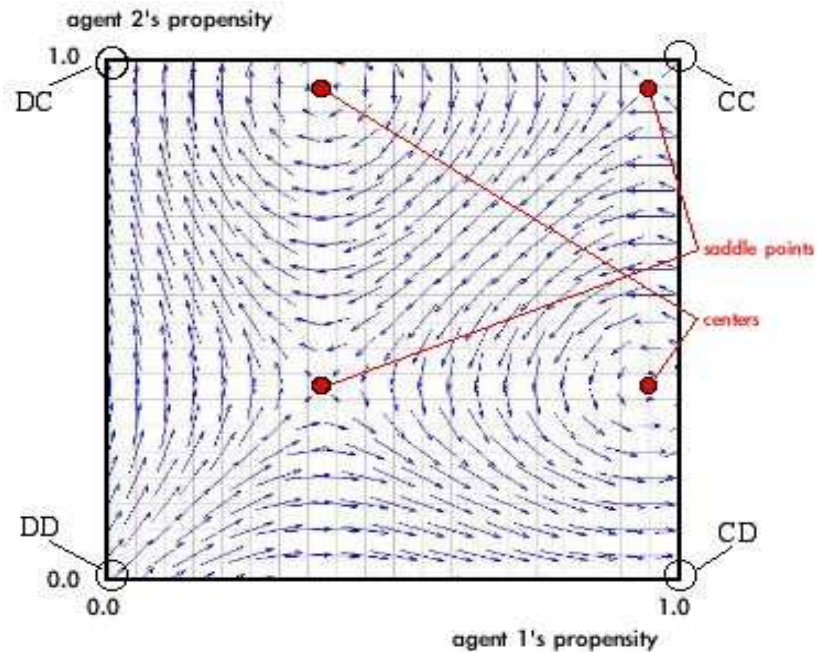 agent 2's propensity
1.0
DC
CC
saddle points
centers
DD
CD
0.0
0.0
1.0
agent 1's propensity